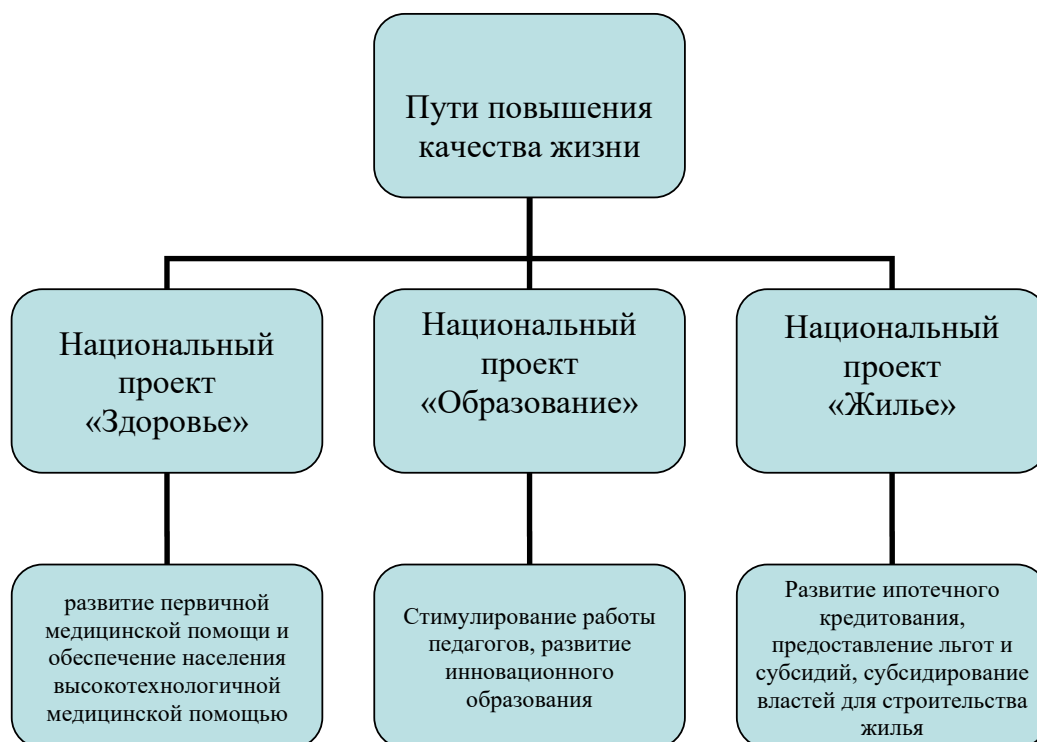 Пути повышения
качества жизни
Национальный
проект
«Здоровье»
Национальный
проект
«Образование»
Национальный
проект
«Жилье»
развитие первичной
медицинской помощи и
обеспечение населения
высокотехнологичной
медицинской помощью
Стимулирование работы
педагогов, развитие
инновационного
образования
Развитие ипотечного
кредитования,
предоставление льгот и
субсидий, субсидирование
властей для строительства
жилья